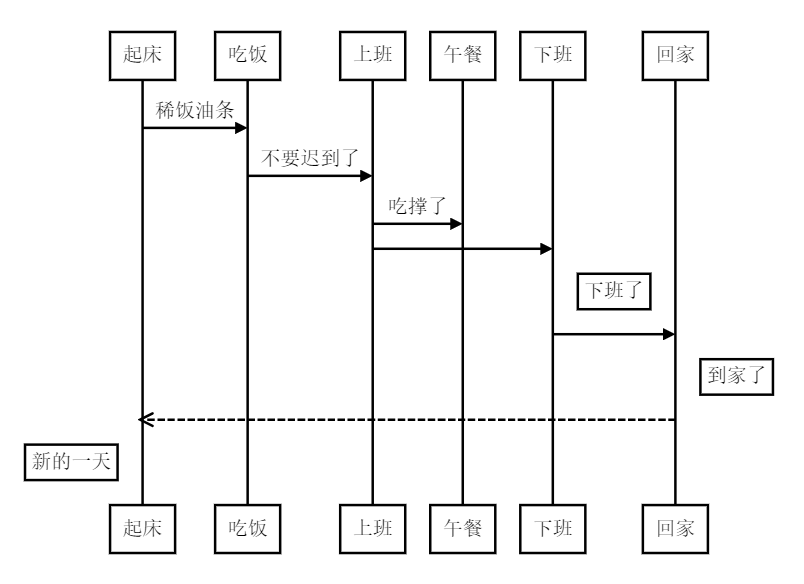 起床 吃饭 上班 午餐 下班 回家
稀饭油条
不要迟到了
吃撑了
下班了
到家了
新的一天
起床 吃饭 上班 午餐 下班 回家